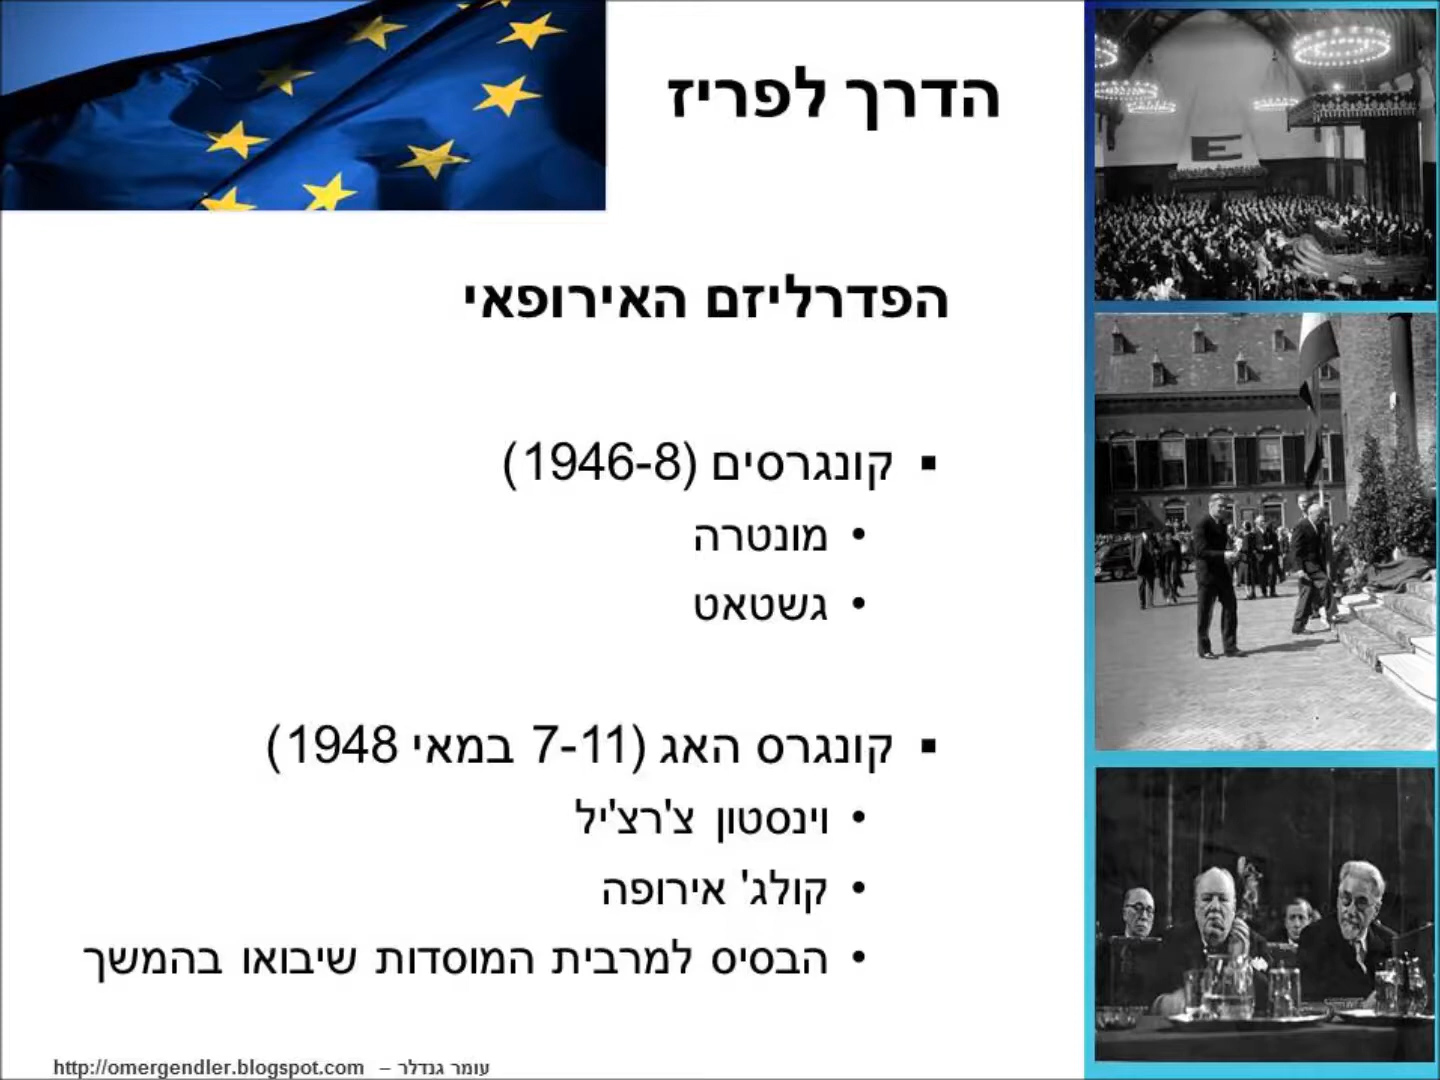 הדרך לפריז
E
הפדרליזם האירופאי
▪ קונגרסים (1946-8)
• מונטרה
• גשטאט
▪ קונגרס האג (7-11 במאי 1948)
• וינסטון צ'רצ'יל
• קולג' אירופה
• הבסיס למרבית המוסדות שיבואו בהמשך
עומר גנדלר – http://omergendler.blogspot.com